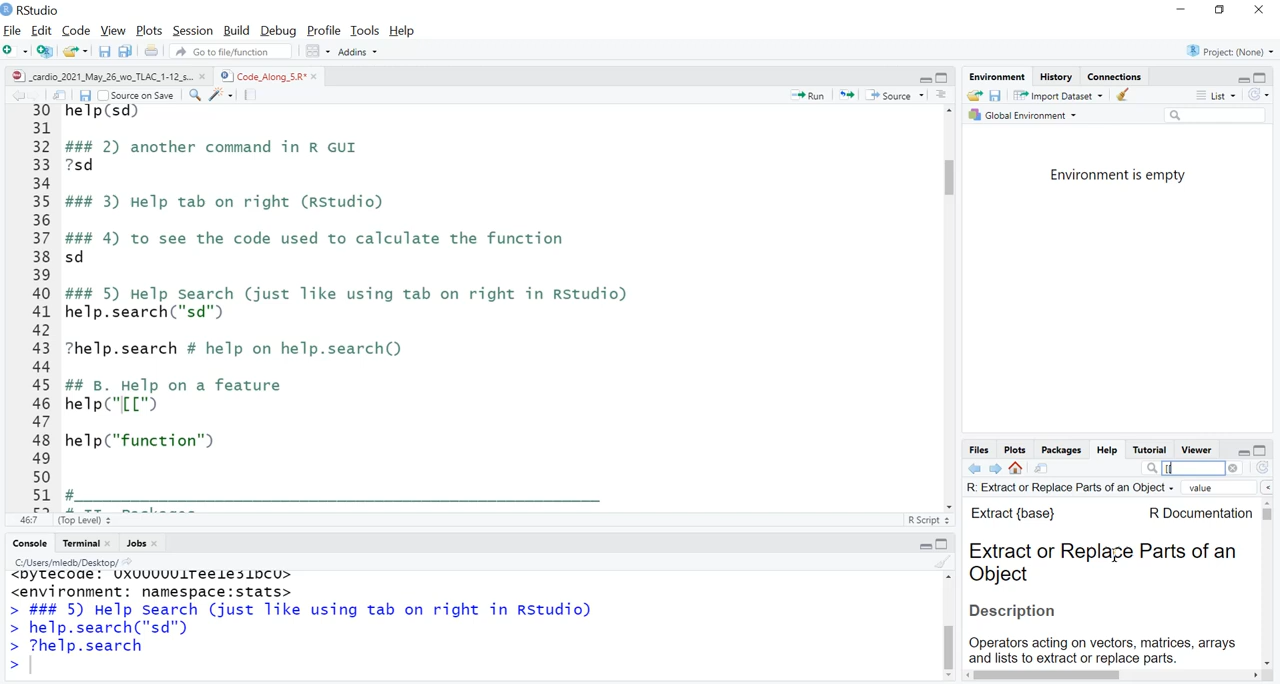 RStudio
File Edit Code View Plots Session Build Debug Profile Tools Help
Go to file/function Addins Project: (None)
_cardio_2021_May_26_wo_TLAC_1-12_s... Code_Along_5.R*
Source on Save Run Source
30 help(sd)
31
32 ### 2) another command in R GUI
33 ?sd
34
35 ### 3) Help tab on right (RStudio)
36
37 ### 4) to see the code used to calculate the function
38 sd
39
40 ### 5) Help Search (just like using tab on right in RStudio)
41 help.search("sd")
42
43 ?help.search # help on help.search()
44
45 ## B. Help on a feature
46 help("[[")
47
48 help("function")
49
50
51 #
46:7 (Top Level) R Script
Console Terminal Jobs
C:/Users/mledb/Desktop/
<environment: namespace:stats>
> ### 5) Help Search (just like using tab on right in RStudio)
> help.search("sd")
> ?help.search
>
Environment History Connections
Import Dataset List
Global Environment
Environment is empty
Files Plots Packages Help Tutorial Viewer
[[
R: Extract or Replace Parts of an Object value
Extract {base} R Documentation
Extract or Replace Parts of an
Object
Description
Operators acting on vectors, matrices, arrays
and lists to extract or replace parts.